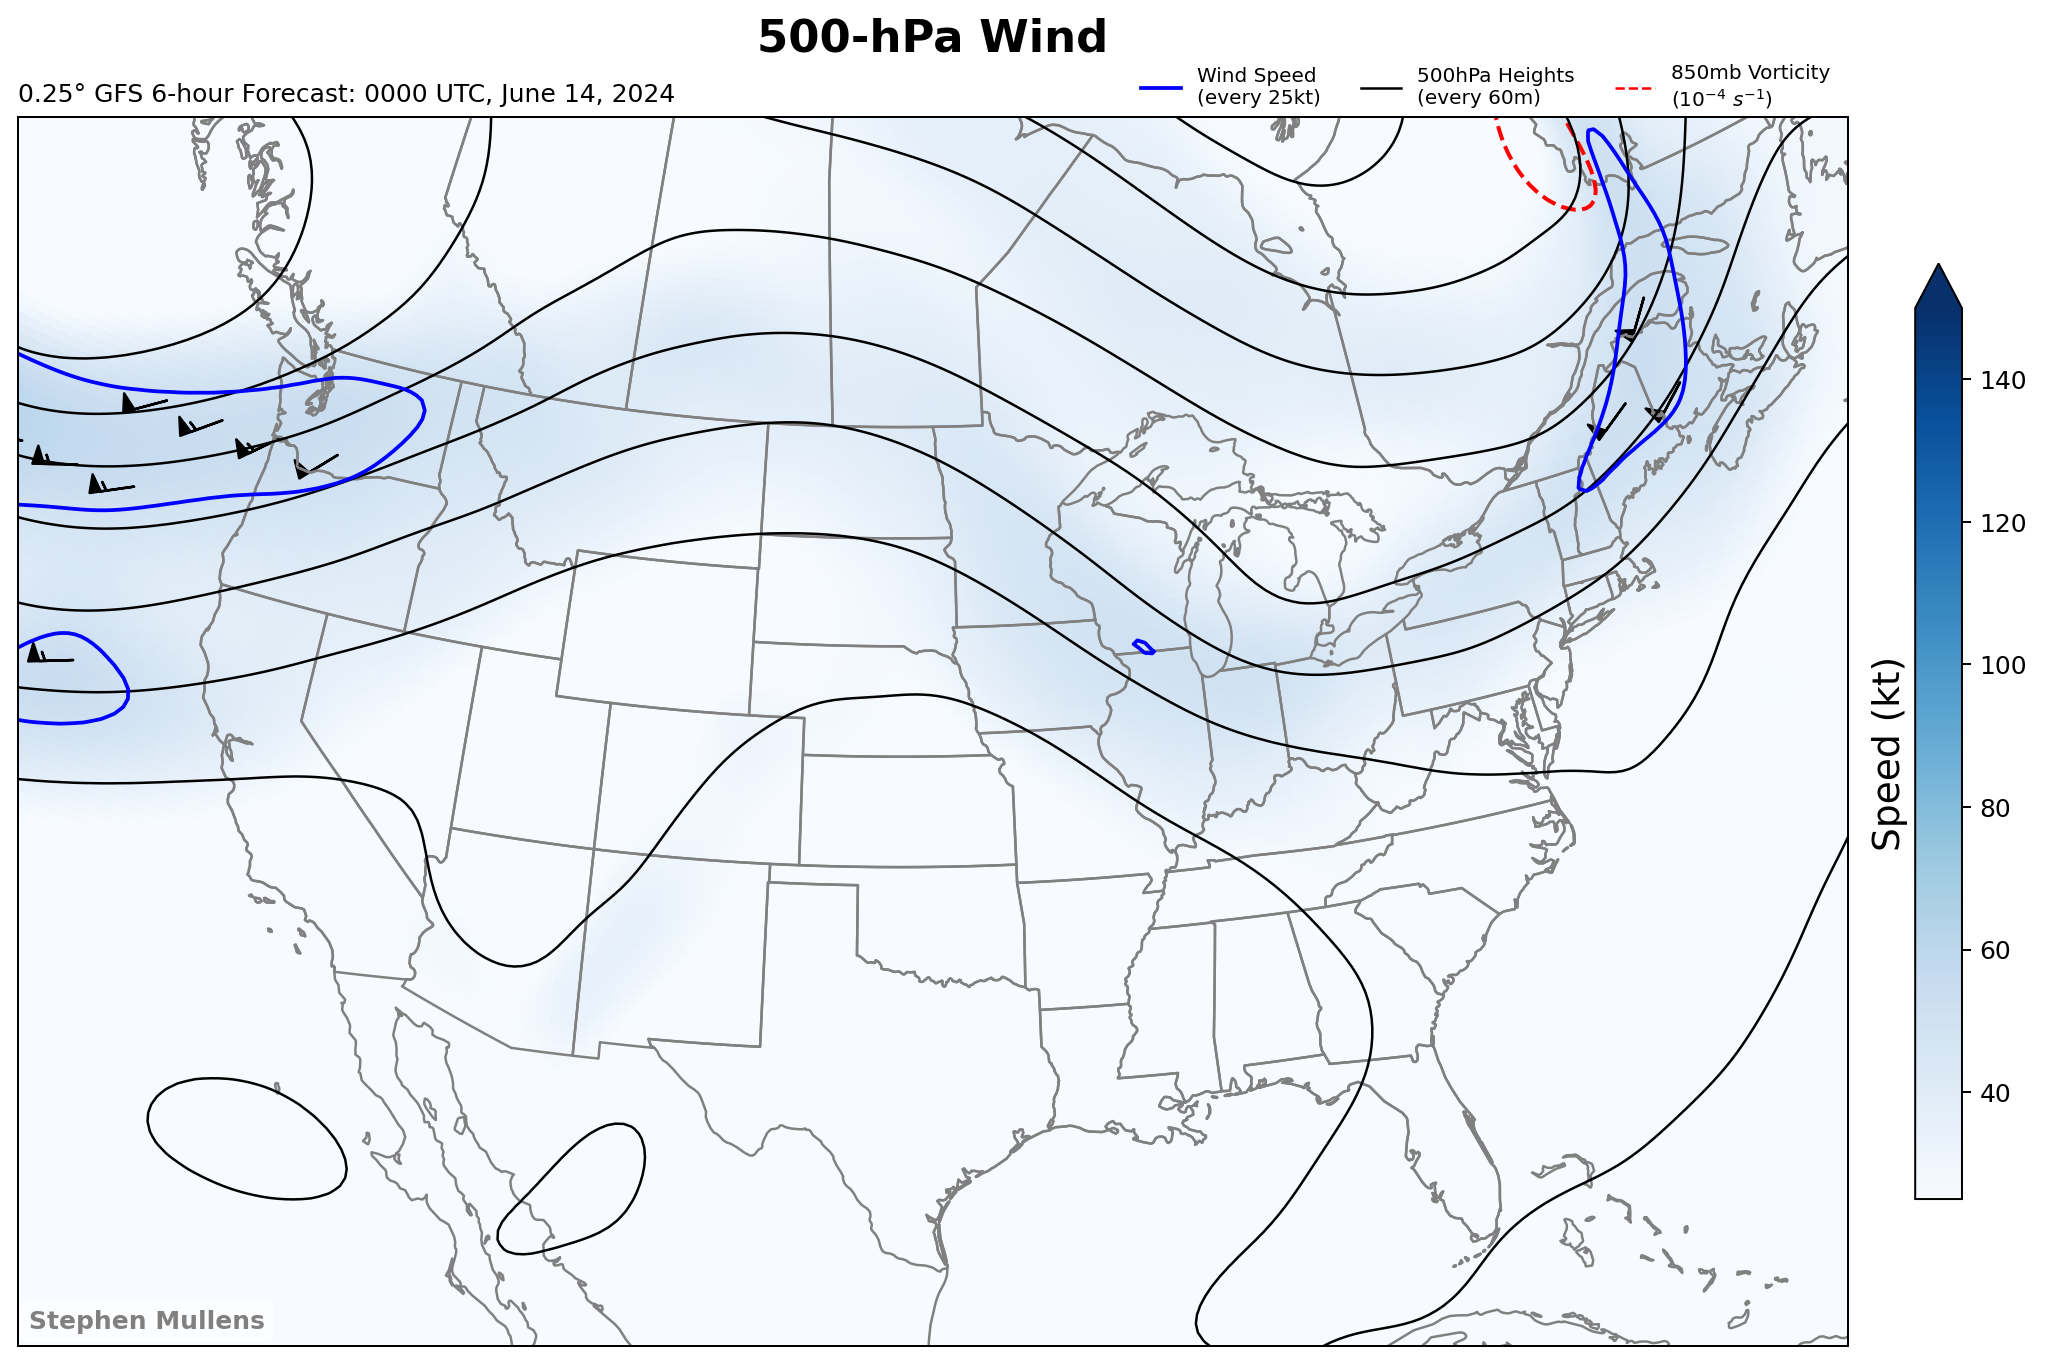 500-hPa Wind
0.25° GFS 6-hour Forecast: 0000 UTC, June 14, 2024
Wind Speed
(every 25kt)
500hPa Heights
(every 60m)
850mb Vorticity
(10⁻⁴ s⁻¹)
140
120
100
80
60
40
Speed (kt)
Stephen Mullens